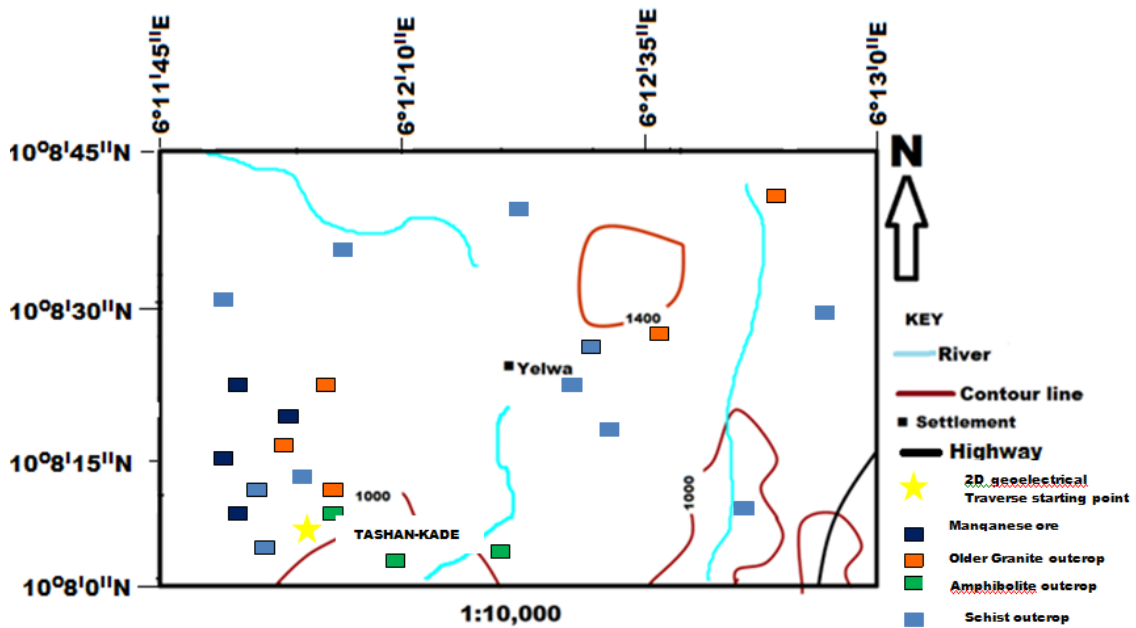 6°11'45"E
6°12'10"E
6°12'35"E
6°13'0"E
10°8'45"N
N
10°8'30"N
1400
KEY
River
Yelwa
Contour line
Settlement
Highway
10°8'15"N
2D geoelectrical
Traverse starting point
1000
1000
TASHAN-KADE
Manganese ore
Older Granite outcrop
10°8'0"N
Amphibolite outcrop
1:10,000
Schist outcrop